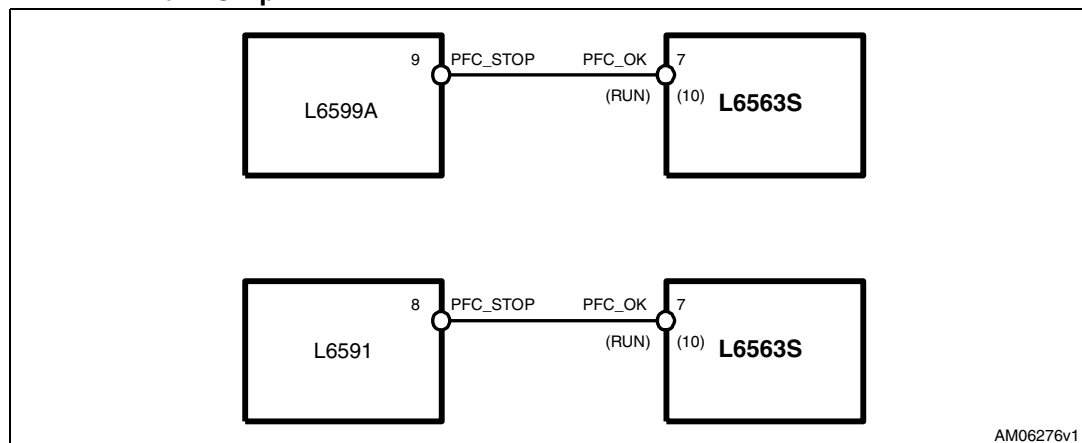 9 PFC_STOP PFC_OK 7
(RUN) (10) L6563S
L6599A
8 PFC_STOP PFC_OK 7
(RUN) (10) L6563S
L6591
AM06276v1